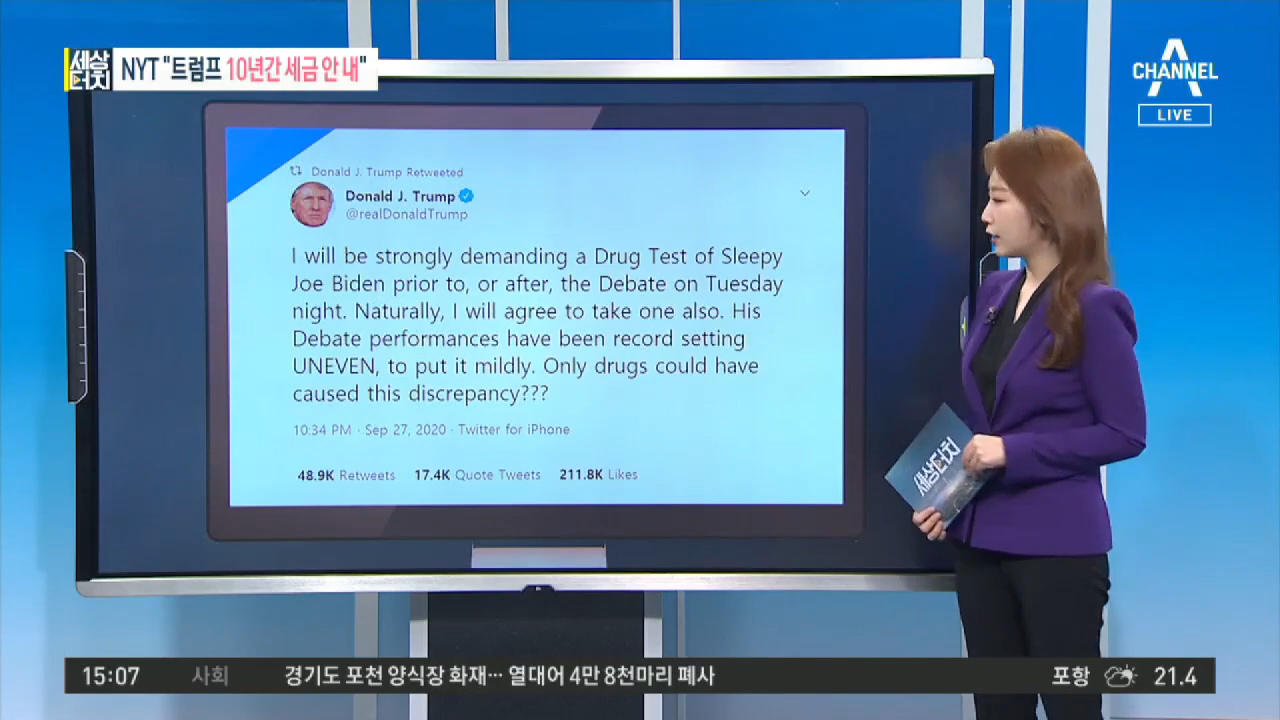 세상
터치
NYT "트럼프 10년간 세금 안 내"
CHANNEL
LIVE
Donald J. Trump Retweeted
Donald J. Trump
@realDonaldTrump
I will be strongly demanding a Drug Test of Sleepy
Joe Biden prior to, or after, the Debate on Tuesday
night. Naturally, I will agree to take one also. His
Debate performances have been record setting
UNEVEN, to put it mildly. Only drugs could have
caused this discrepancy???
10:34 PM · Sep 27, 2020 · Twitter for iPhone
48.9K Retweets 17.4K Quote Tweets 211.8K Likes
세상터치
15:07 사회 경기도 포천 양식장 화재… 열대어 4만 8천마리 폐사 포항 21.4